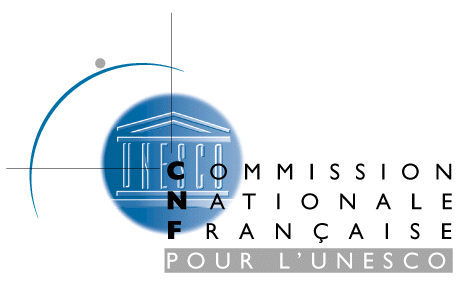 UNESCO
COMMISSION
NATIONALE
FRANÇAISE
POUR L'UNESCO